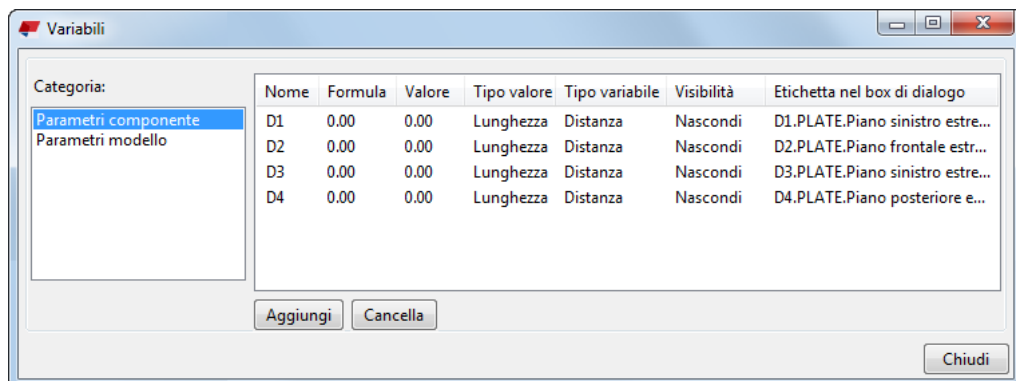 Variabili
Categoria:
Parametri componente
Parametri modello
Nome Formula Valore Tipo valore Tipo variabile Visibilità Etichetta nel box di dialogo
D1 0.00 0.00 Lunghezza Distanza Nascondi D1.PLATE.Piano sinistro estre...
D2 0.00 0.00 Lunghezza Distanza Nascondi D2.PLATE.Piano frontale estr...
D3 0.00 0.00 Lunghezza Distanza Nascondi D3.PLATE.Piano sinistro estre...
D4 0.00 0.00 Lunghezza Distanza Nascondi D4.PLATE.Piano posteriore e...
Aggiungi Cancella
Chiudi